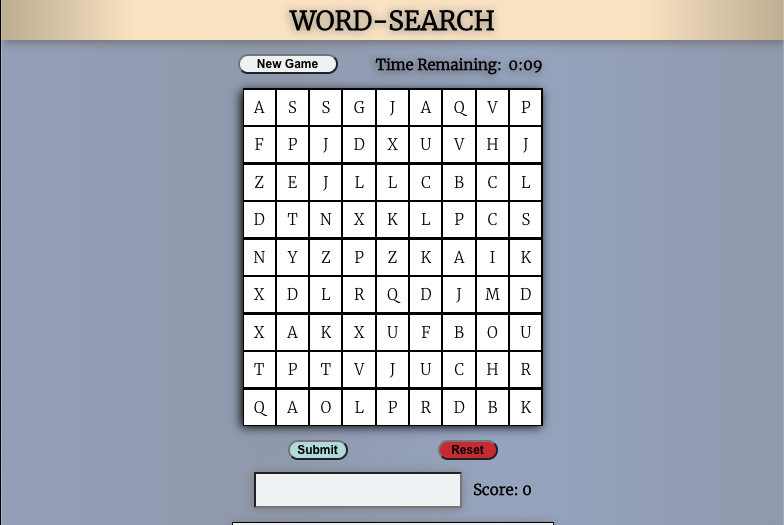 WORD-SEARCH
New Game Time Remaining: 0:09
A S S G J A Q V P
F P J D X U V H J
Z E J L L C B C L
D T N X K L P C S
N Y Z P Z K A I K
X D L R Q D J M D
X A K X U F B O U
T P T V J U C H R
Q A O L P R D B K
Submit Reset
Score: 0